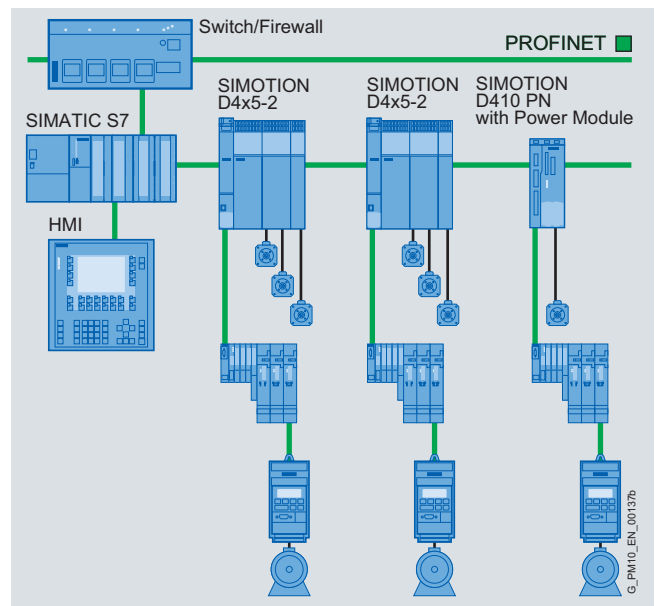 Switch/Firewall
PROFINET
SIMATIC S7
SIMOTION
D4x5-2
SIMOTION
D4x5-2
SIMOTION
D410 PN
with Power Module
HMI
G_PM10_EN_00137b